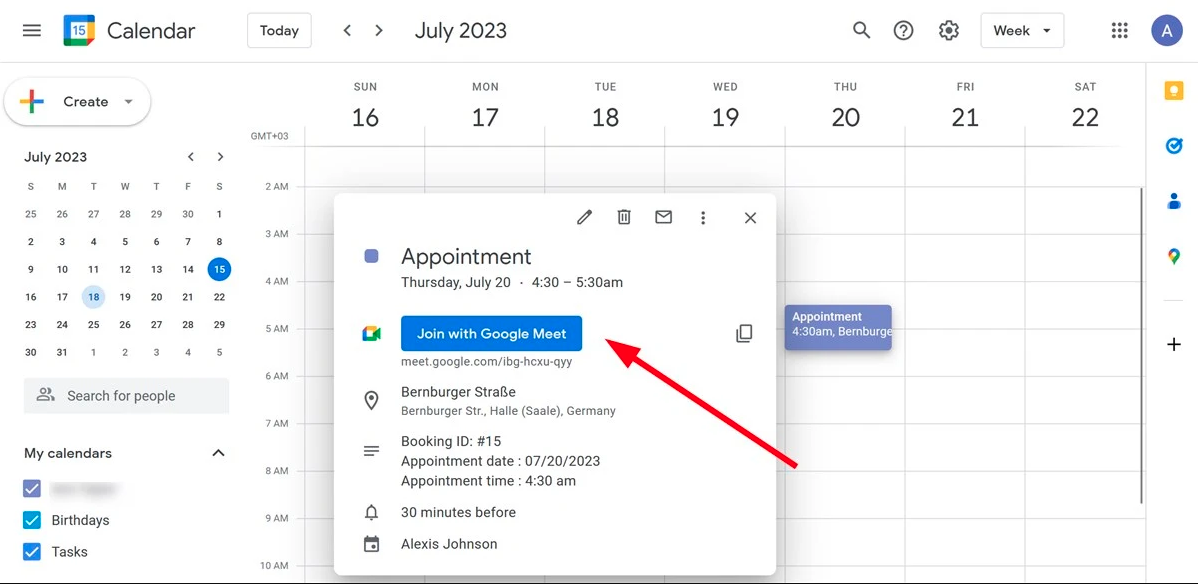 15 Calendar Today July 2023 Week A
Create
July 2023
S M T W T F S
25 26 27 28 29 30 1
2 3 4 5 6 7 8
9 10 11 12 13 14 15
16 17 18 19 20 21 22
23 24 25 26 27 28 29
30 31 1 2 3 4 5
Search for people
My calendars
Birthdays
Tasks
SUN MON TUE WED THU FRI SAT
16 17 18 19 20 21 22
GMT+03
2 AM
3 AM
4 AM
5 AM
6 AM
7 AM
8 AM
9 AM
10 AM
Appointment
Thursday, July 20 · 4:30 – 5:30am
Join with Google Meet
meet.google.com/ibg-hcxu-qyy
Bernburger Straße
Bernburger Str., Halle (Saale), Germany
Booking ID: #15
Appointment date : 07/20/2023
Appointment time : 4:30 am
30 minutes before
Alexis Johnson
Appointment
4:30am, Bernburge